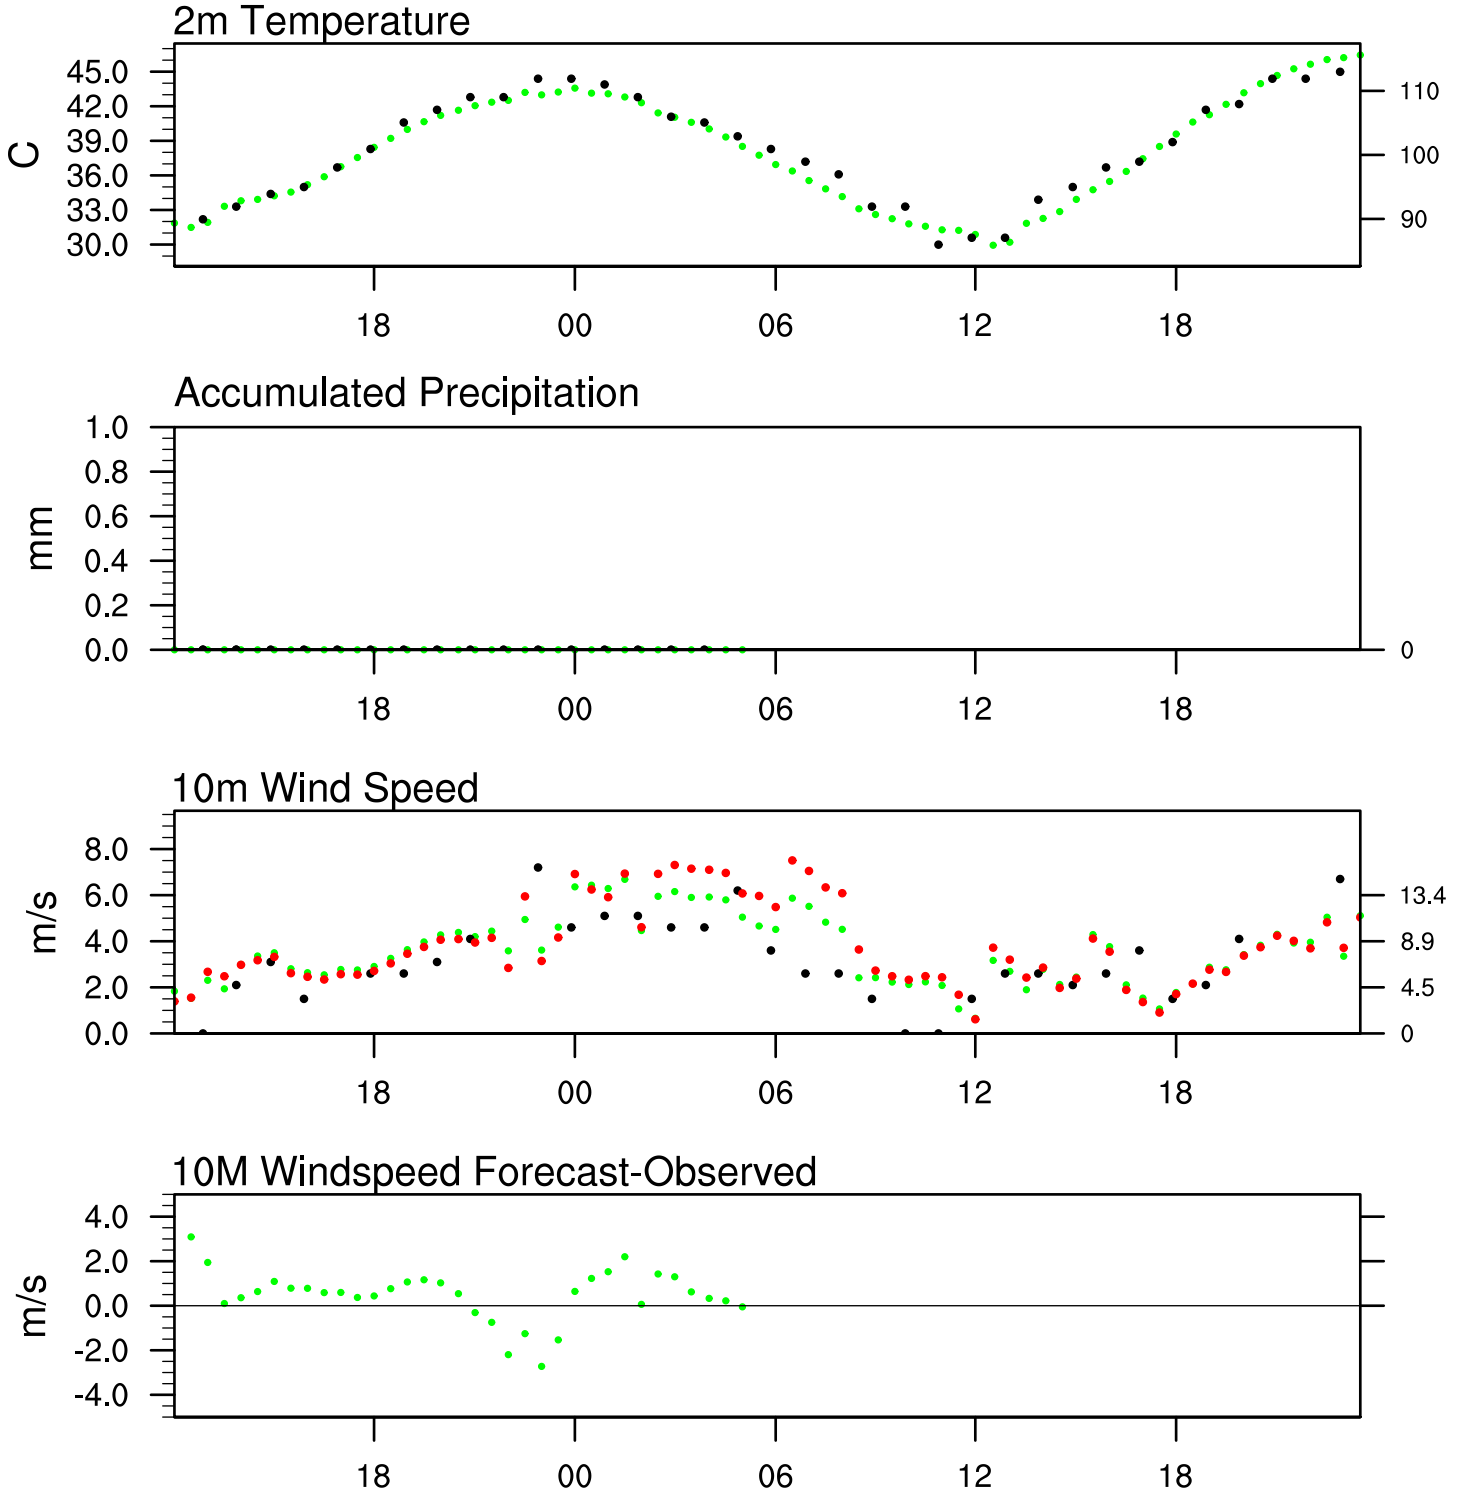 2m Temperature
C
45.0
42.0
39.0
36.0
33.0
30.0
110
100
90
18 00 06 12 18
Accumulated Precipitation
mm
1.0
0.8
0.6
0.4
0.2
0.0
0
18 00 06 12 18
10m Wind Speed
m/s
8.0
6.0
4.0
2.0
0.0
13.4
8.9
4.5
0
18 00 06 12 18
10M Windspeed Forecast-Observed
m/s
4.0
2.0
0.0
-2.0
-4.0
18 00 06 12 18